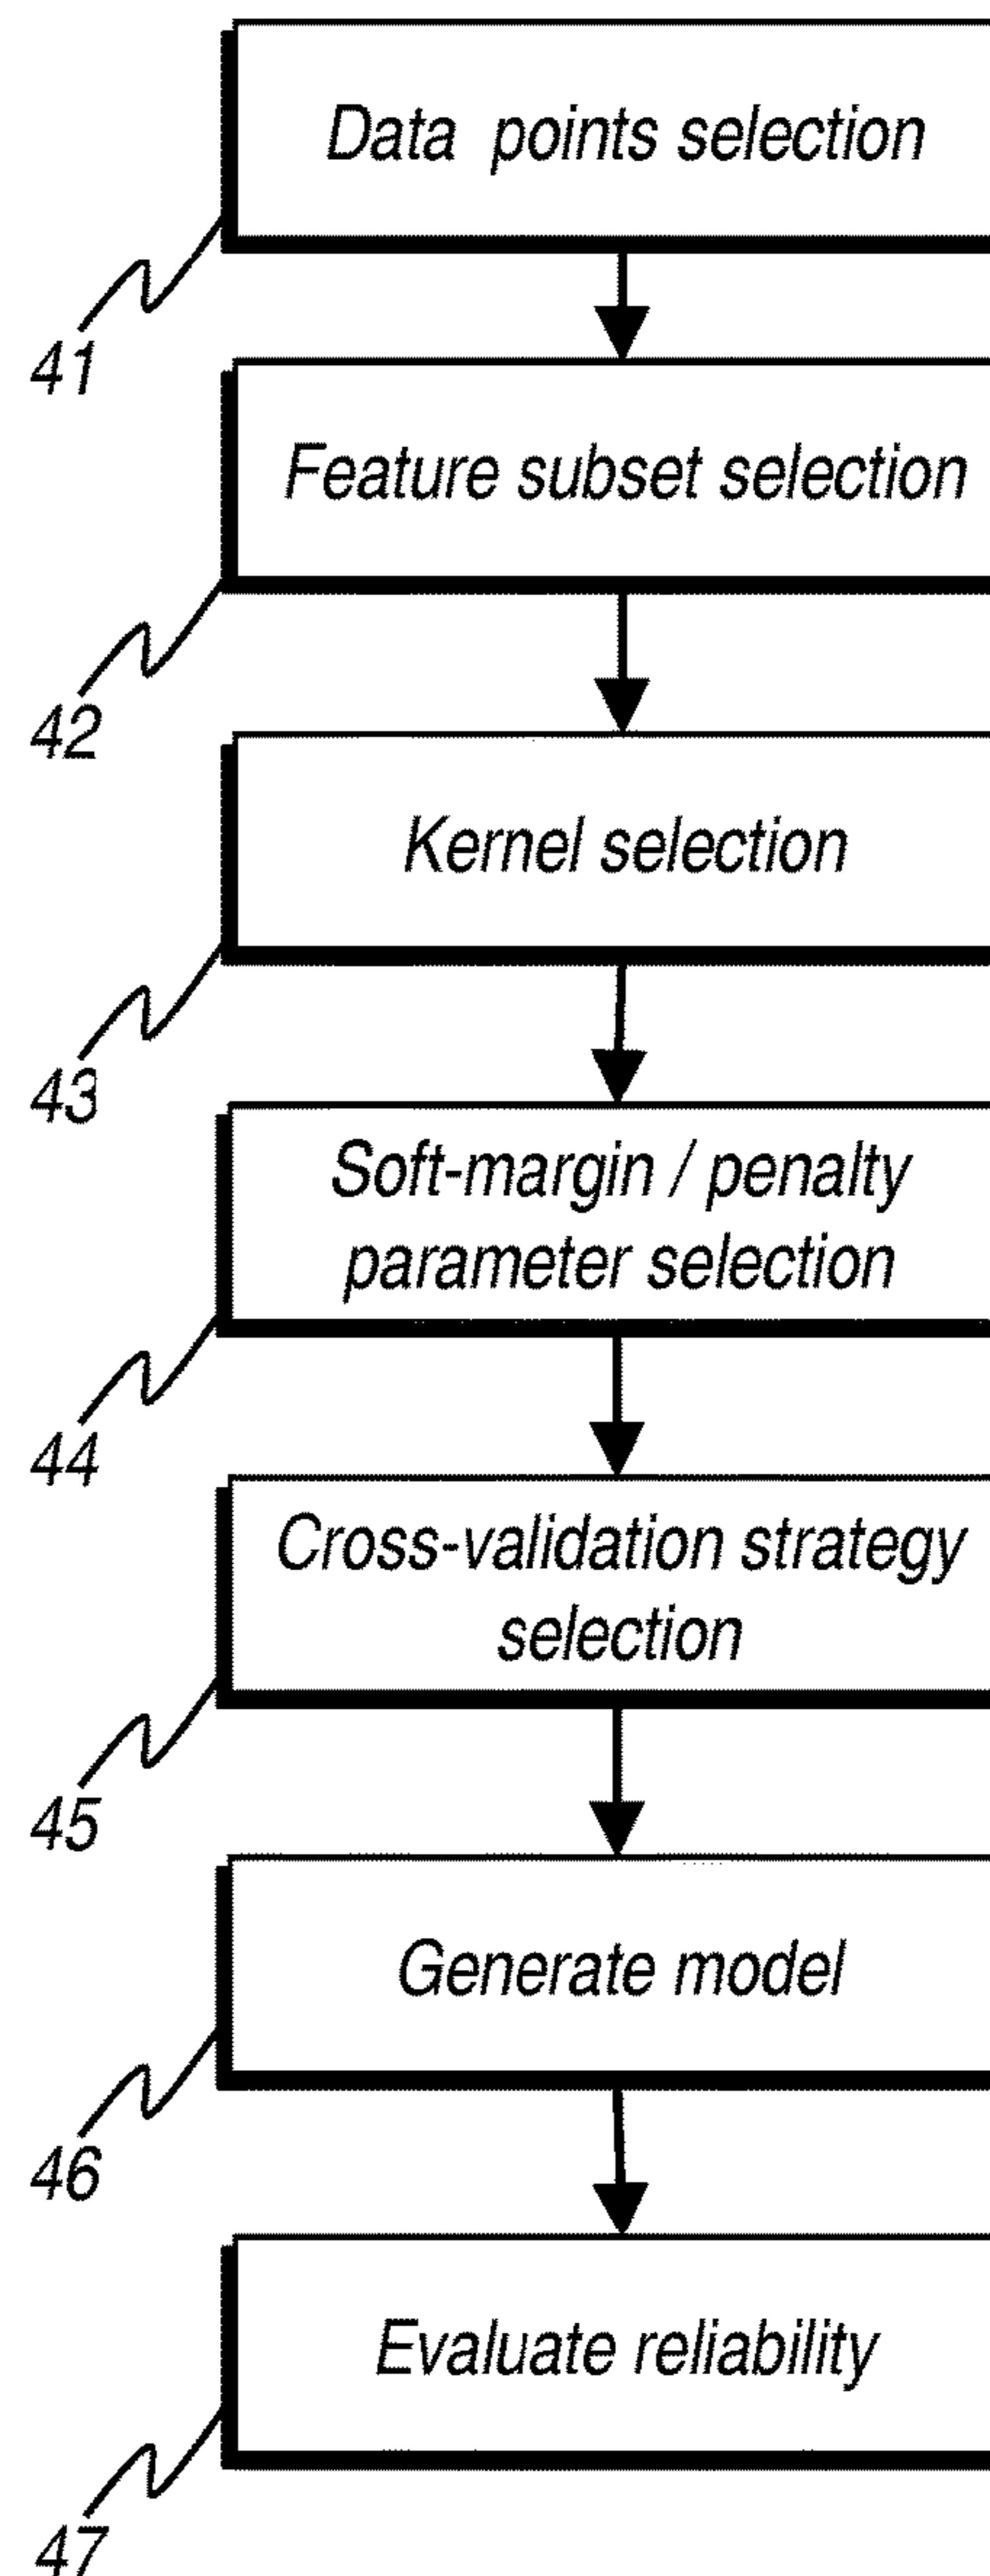 Data points selection
41
Feature subset selection
42
Kernel selection
43
Soft-margin / penalty
parameter selection
44
Cross-validation strategy
selection
45
Generate model
46
Evaluate reliability
47